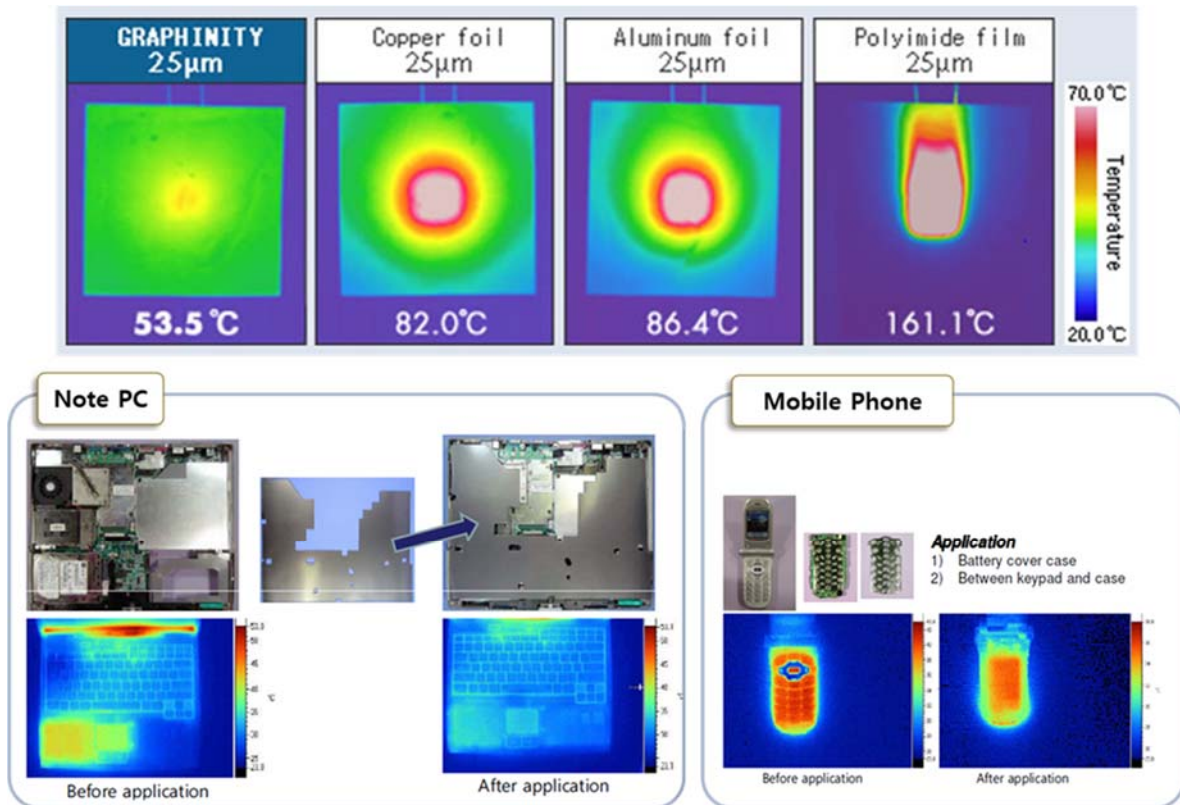 GRAPHINITY
25μm
Copper foil
25μm
Aluminum foil
25μm
Polyimide film
25μm
70.0℃
Temperature
20.0℃
53.5℃
82.0℃
86.4℃
161.1℃
Note PC
Mobile Phone
Application
1) Battery cover case
2) Between keypad and case
Before application
After application
Before application
After application